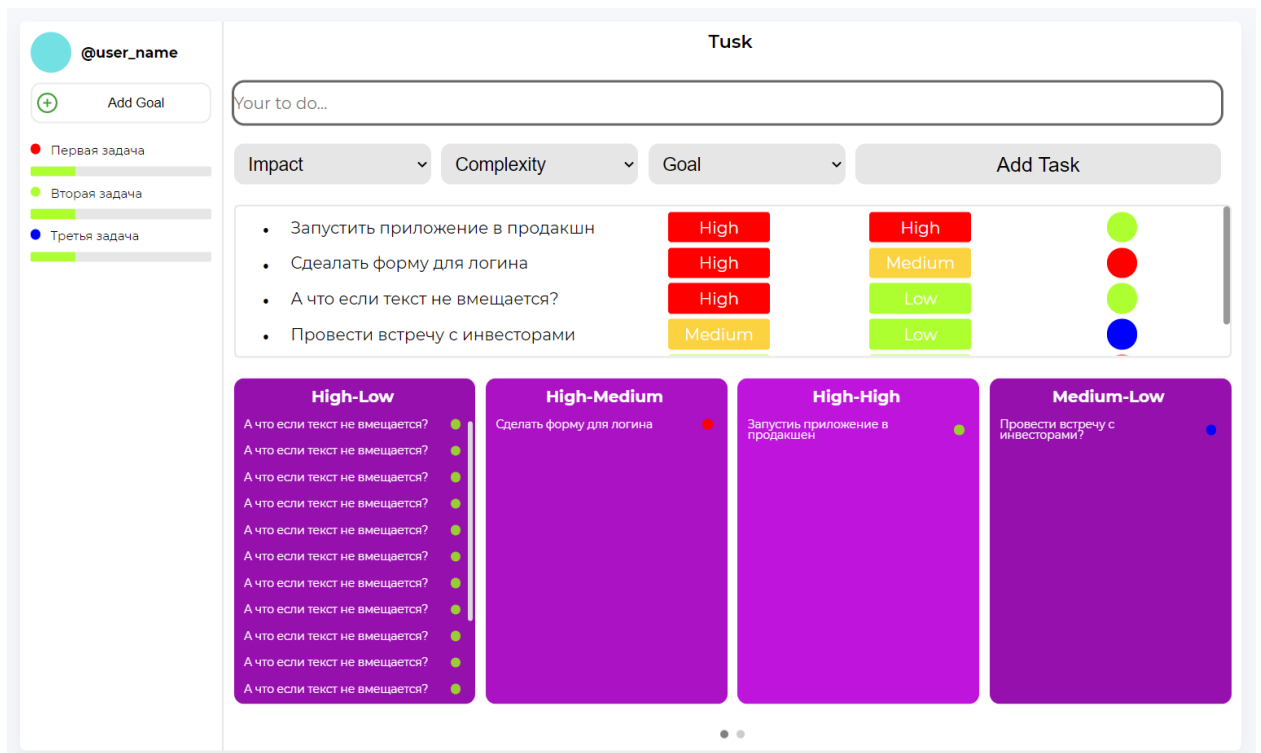 @user_name
Add Goal
Первая задача
Вторая задача
Третья задача
Tusk
Your to do...
Impact
Complexity
Goal
Add Task
Запустить приложение в продакшн High High
Сдеалать форму для логина High Medium
А что если текст не вмещается? High Low
Провести встречу с инвесторами Medium Low
High-Low
А что если текст не вмещается?
А что если текст не вмещается?
А что если текст не вмещается?
А что если текст не вмещается?
А что если текст не вмещается?
А что если текст не вмещается?
А что если текст не вмещается?
А что если текст не вмещается?
А что если текст не вмещается?
А что если текст не вмещается?
А что если текст не вмещается?
High-Medium
Сделать форму для логина
High-High
Запустиь приложение в
продакшен
Medium-Low
Провести встречу с
инвесторами?